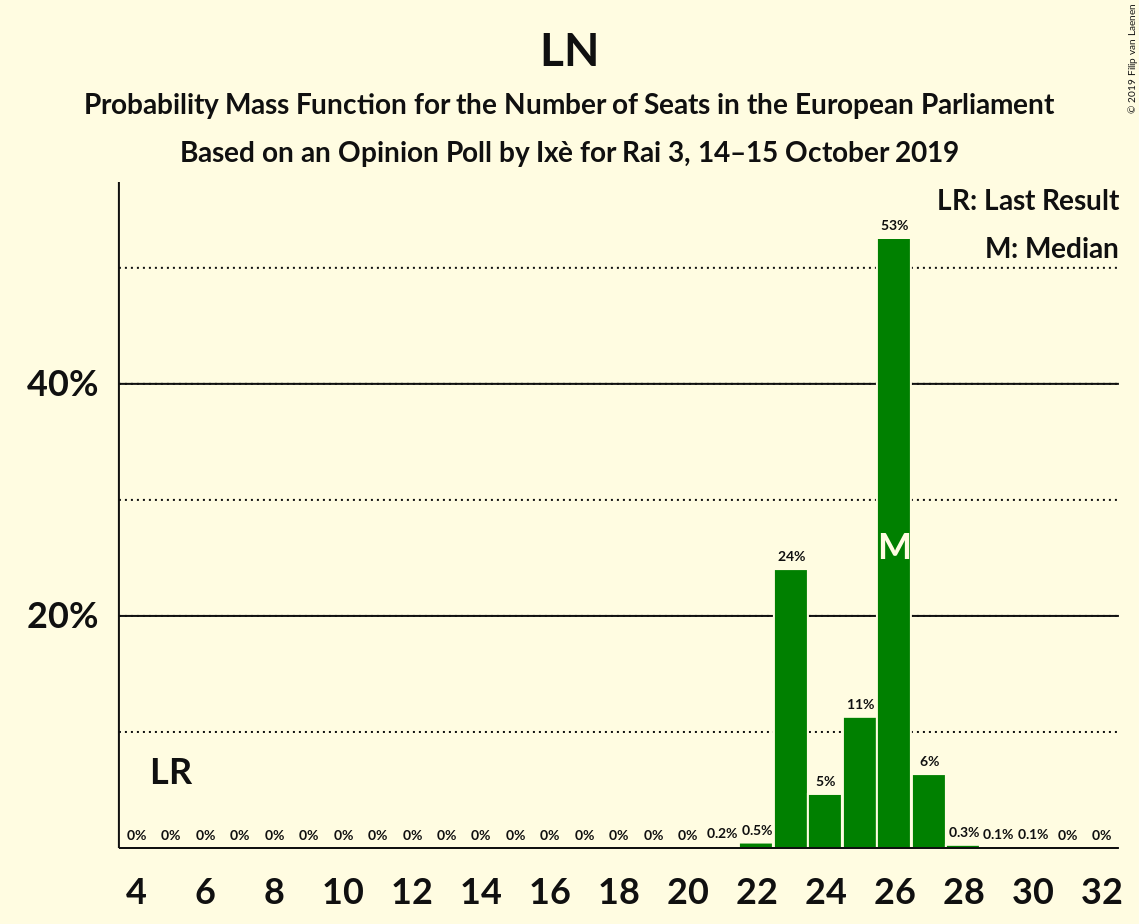 LN
Probability Mass Function for the Number of Seats in the European Parliament
Based on an Opinion Poll by Ixè for Rai 3, 14–15 October 2019
© 2019 Filip van Laenen
LR: Last Result
M: Median
53%
40%
M
24%
20%
11%
LR
6%
5%
0% 0% 0% 0% 0% 0% 0% 0% 0% 0% 0% 0% 0% 0% 0% 0% 0% 0.2% 0.5% 0.3% 0.1% 0.1% 0% 0%
4 6 8 10 12 14 16 18 20 22 24 26 28 30 32